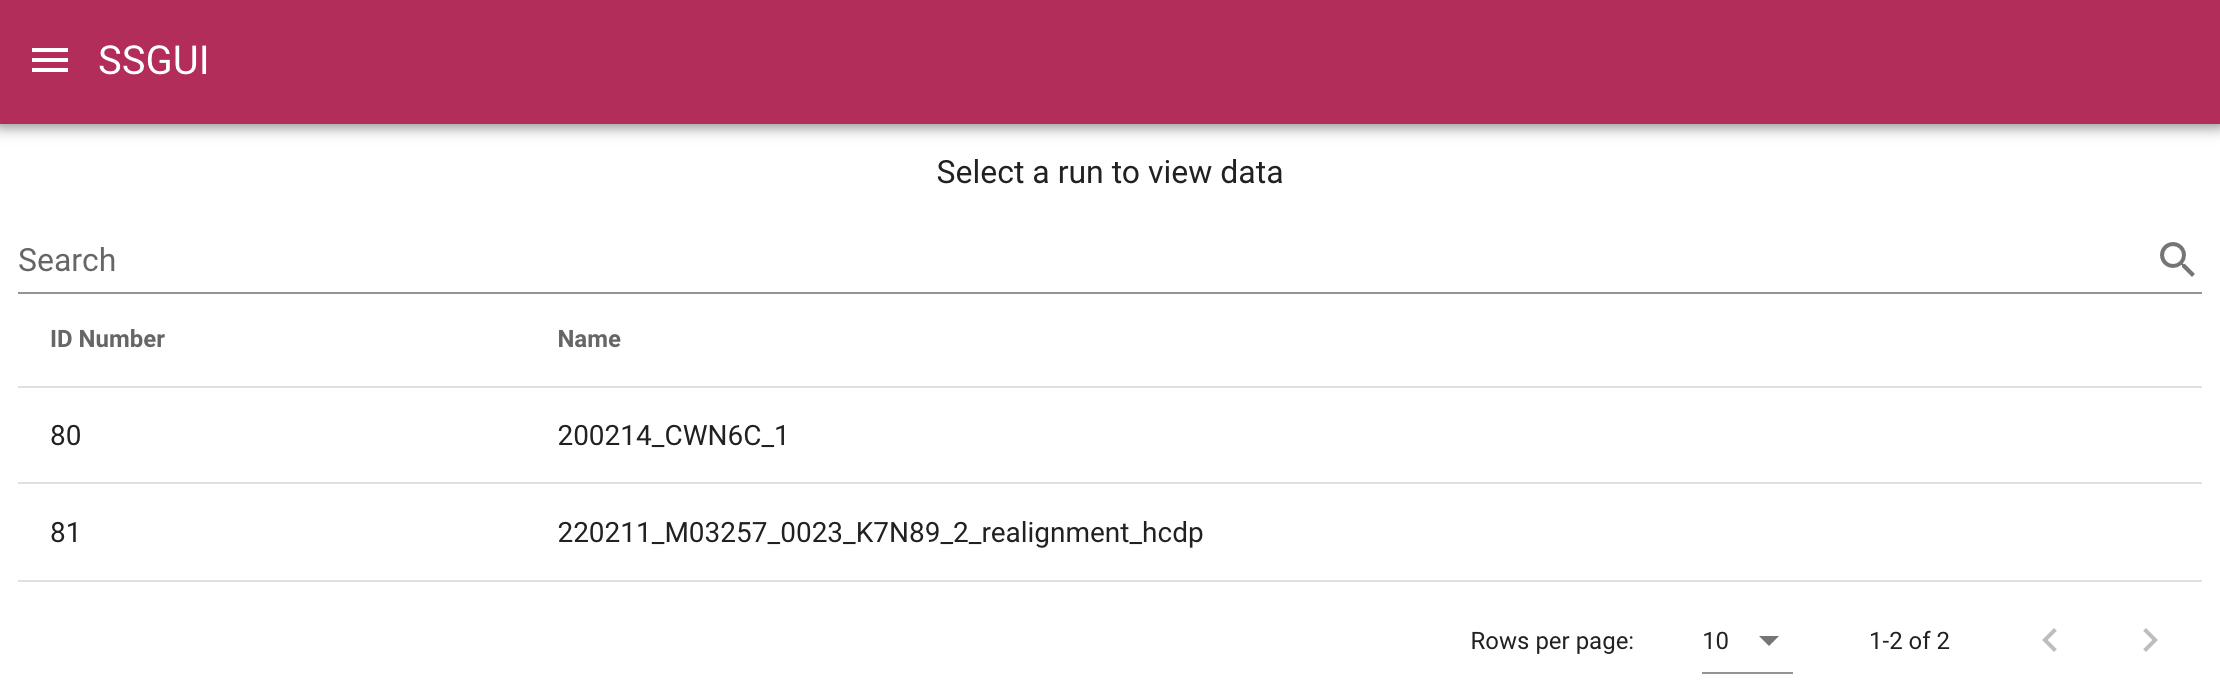 SSGUI
Select a run to view data
Search
ID Number Name
80 200214_CWN6C_1
81 220211_M03257_0023_K7N89_2_realignment_hcdp
Rows per page: 10 1-2 of 2